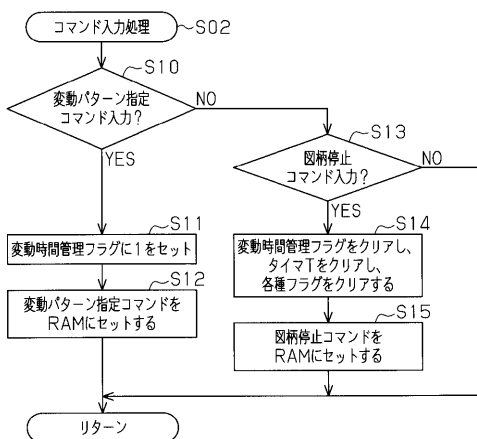 コマンド入力処理
S02
S10
変動パターン指定
コマンド入力?
NO
YES
S13
図柄停止
コマンド入力?
NO
YES
S11
変動時間管理フラグに1をセット
S12
変動パターン指定コマンドを
RAMにセットする
S14
変動時間管理フラグをクリアし、
タイマTをクリアし、
各種フラグをクリアする
S15
図柄停止コマンドを
RAMにセットする
リターン